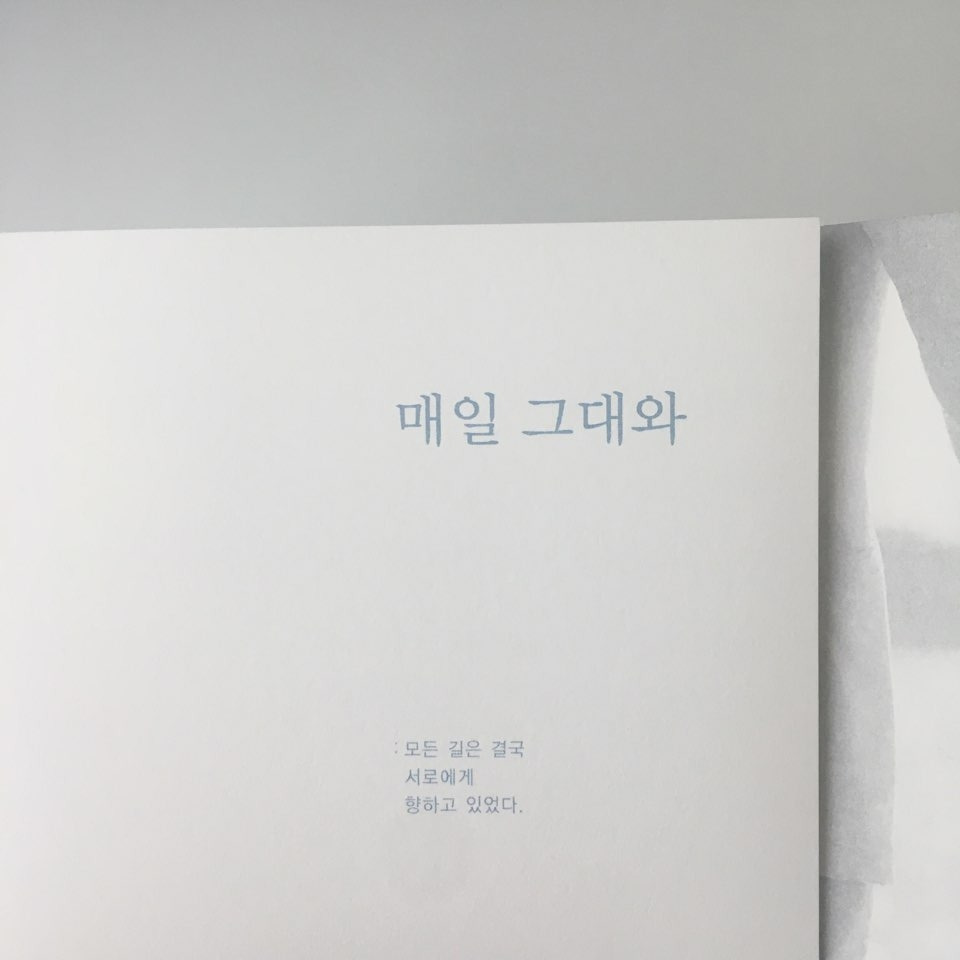 매일 그대와
: 모든 길은 결국
서로에게
향하고 있었다.